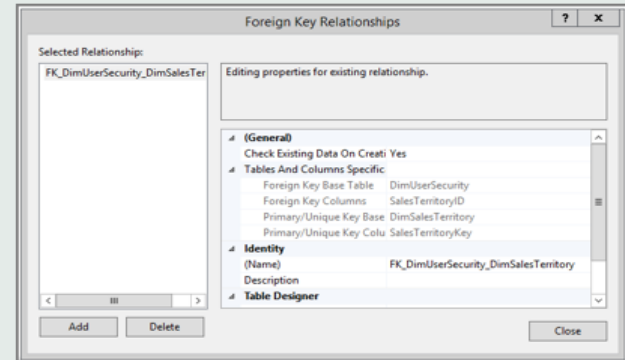 Foreign Key Relationships
? x
Selected Relationship:
FK_DimUserSecurity_DimSalesTer
Editing properties for existing relationship.
(General)
Check Existing Data On Creati Yes
Tables And Columns Specific
Foreign Key Base Table DimUserSecurity
Foreign Key Columns SalesTerritoryID
Primary/Unique Key Base DimSalesTerritory
Primary/Unique Key Colu SalesTerritoryKey
Identity
(Name) FK_DimUserSecurity_DimSalesTerritory
Description
Table Designer
Add Delete Close